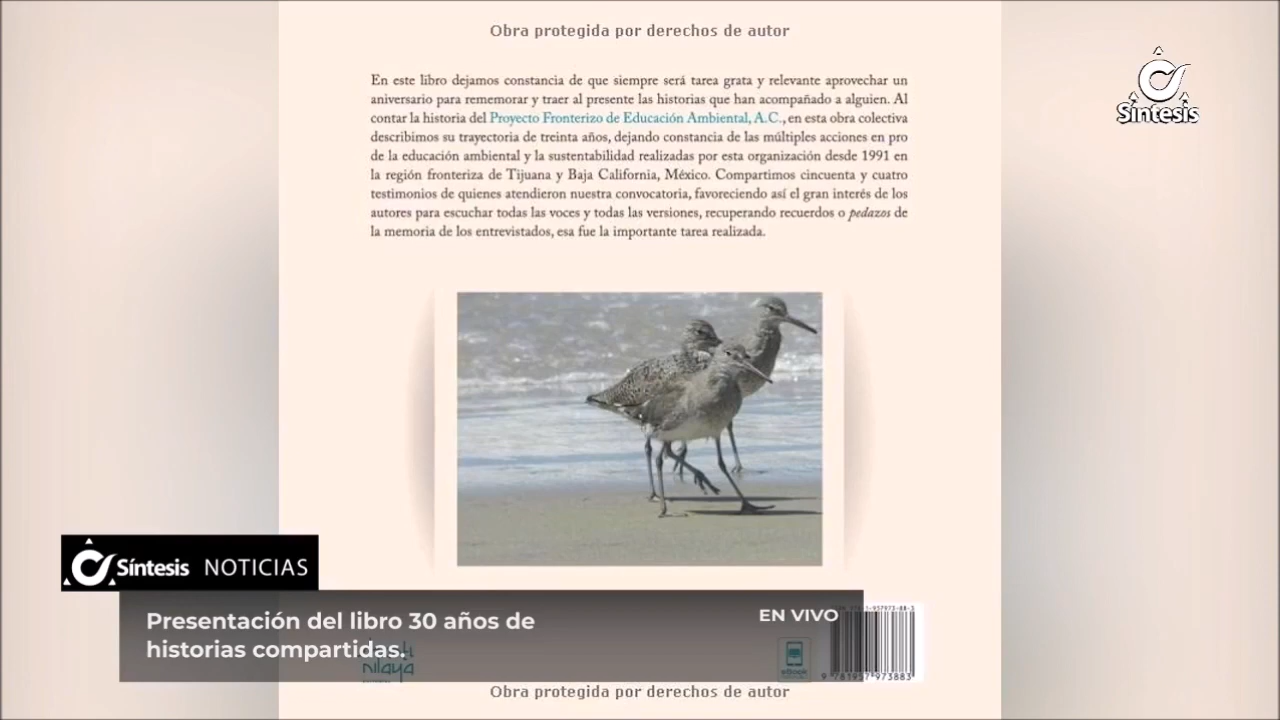 Obra protegida por derechos de autor
Síntesis
En este libro dejamos constancia de que siempre será tarea grata y relevante aprovechar un
aniversario para rememorar y traer al presente las historias que han acompañado a alguien. Al
contar la historia del Proyecto Fronterizo de Educación Ambiental, A.C., en esta obra colectiva
describimos su trayectoria de treinta años, dejando constancia de las múltiples acciones en pro
de la educación ambiental y la sustentabilidad realizadas por esta organización desde 1991 en
la región fronteriza de Tijuana y Baja California, México. Compartimos cincuenta y cuatro
testimonios de quienes atendieron nuestra convocatoria, favoreciendo así el gran interés de los
autores para escuchar todas las voces y todas las versiones, recuperando recuerdos o pedazos de
la memoria de los entrevistados, esa fue la importante tarea realizada.
Síntesis NOTICIAS
Presentación del libro 30 años de
historias compartidas.
EN VIVO
nilaya
eBook
9 781957 973883
Obra protegida por derechos de autor